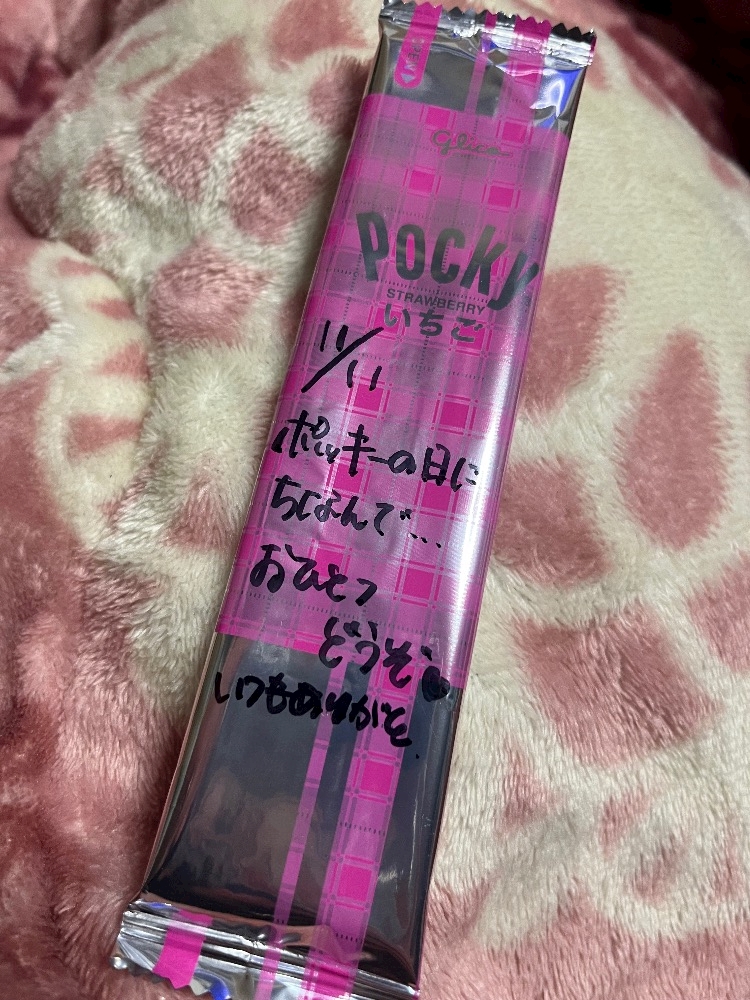 glico
Pocky
STRAWBERRY
いちご
11/11
ポッキーの日に
ちなんで…
おひとつ
どうぞ
いつもありがと